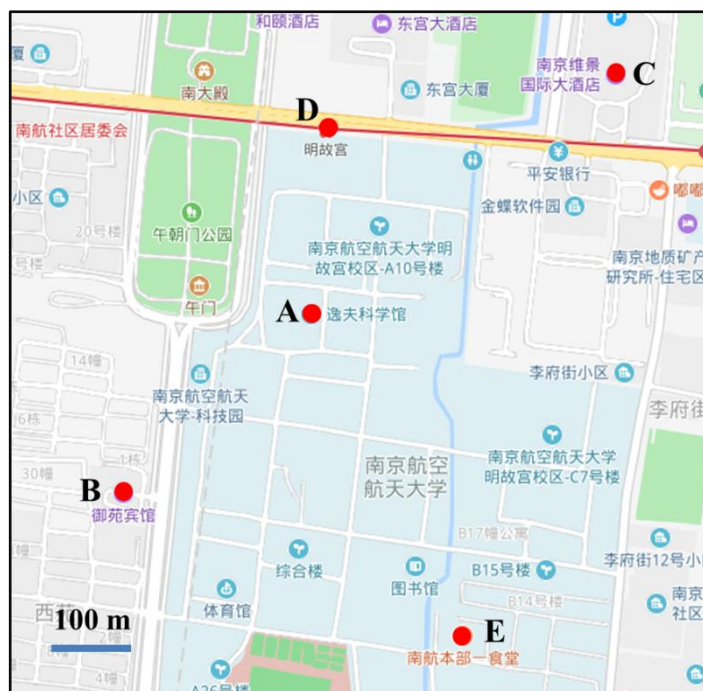 和颐酒店
东宫大酒店
P
厦
南京维景
国际大酒店
C
南大殿
东宫大厦
D
南航社区居委会
明故宫
平安银行
嘟嘟
小区
金蝶软件园
20号楼
号楼
午朝门公园
南京航空航天大学明
故宫校区-A10号楼
南京地质矿产
研究所-住宅区
午门
A
逸夫科学馆
14幢
李府街小区
南京航空航天
大学-科技园
李府街
6栋
1栋
南京航空
航天大学
南京航空航天大学
明故宫校区-C7号楼
30幢
B
御苑宾馆
B17幢公寓
综合楼
图书馆
B15号楼
李府12号小区
体育馆
B14号楼
南京
社区
100 m
2幢
E
南航本部一食堂
A26号楼